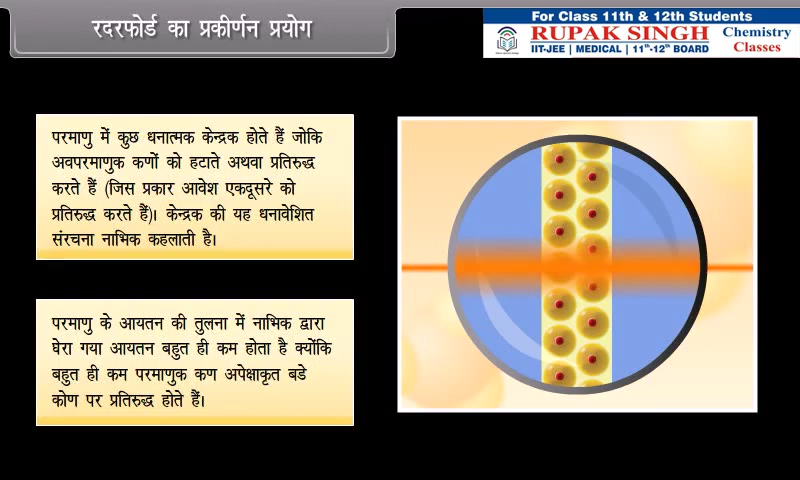 रदरफोर्ड का प्रकीर्णन प्रयोग
For Class 11th & 12th Students
RUPAK SINGH
IIT-JEE | MEDICAL | 11th-12th BOARD
Chemistry
Classes
परमाणु में कुछ धनात्मक केन्द्रक होते हैं जोकि
अवपरमाणुक कणों को हटाते अथवा प्रतिरुद्ध
करते हैं (जिस प्रकार आवेश एकदूसरे को
प्रतिरुद्ध करते हैं)। केन्द्रक की यह धनावेशित
संरचना नाभिक कहलाती है।
परमाणु के आयतन की तुलना में नाभिक द्वारा
घेरा गया आयतन बहुत ही कम होता है क्योंकि
बहुत ही कम परमाणुक कण अपेक्षाकृत बडे
कोण पर प्रतिरुद्ध होते हैं।